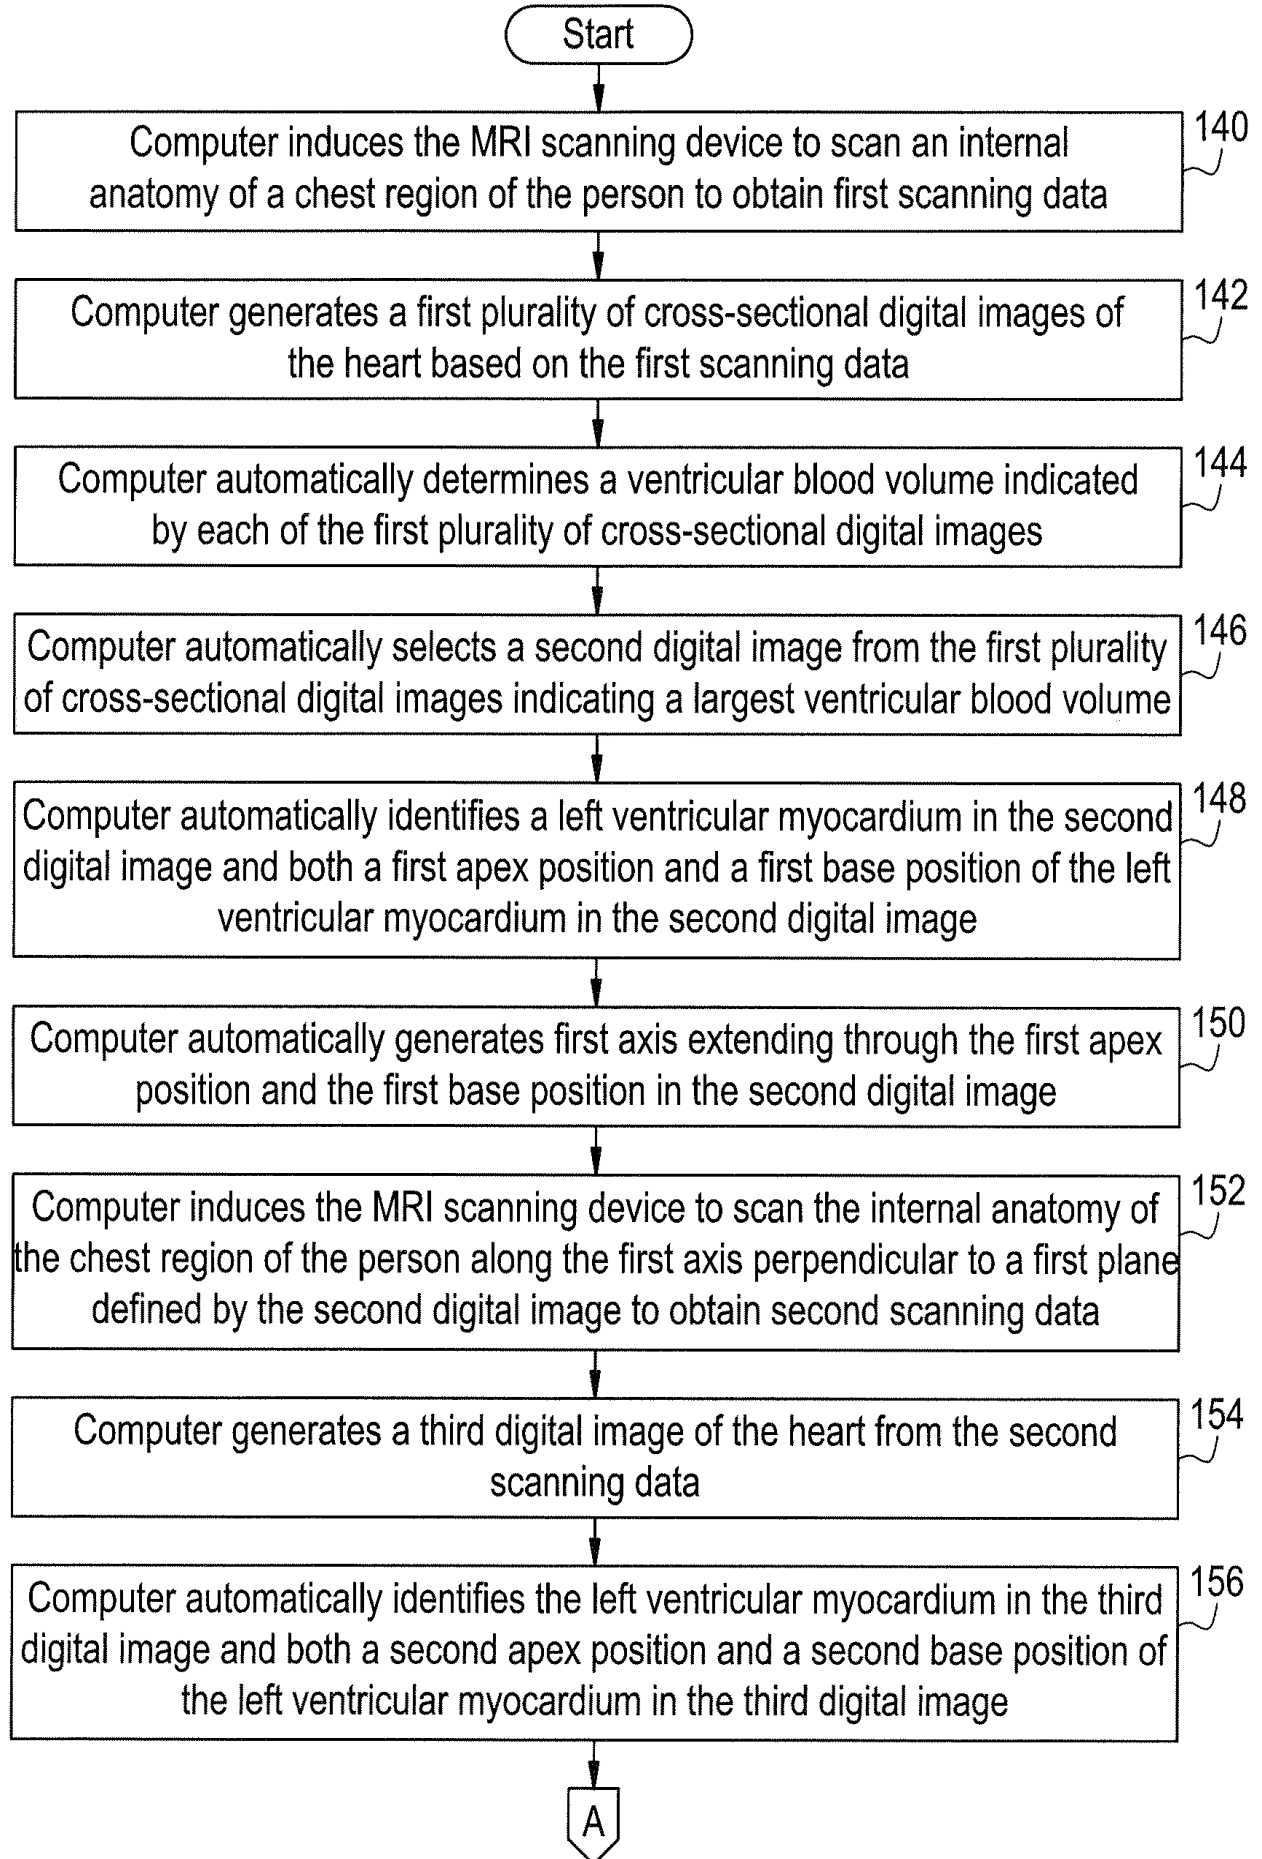 Start
Computer induces the MRI scanning device to scan an internal
anatomy of a chest region of the person to obtain first scanning data
140
Computer generates a first plurality of cross-sectional digital images of
the heart based on the first scanning data
142
Computer automatically determines a ventricular blood volume indicated
by each of the first plurality of cross-sectional digital images
144
Computer automatically selects a second digital image from the first plurality
of cross-sectional digital images indicating a largest ventricular blood volume
146
Computer automatically identifies a left ventricular myocardium in the second
digital image and both a first apex position and a first base position of the left
ventricular myocardium in the second digital image
148
Computer automatically generates first axis extending through the first apex
position and the first base position in the second digital image
150
Computer induces the MRI scanning device to scan the internal anatomy of
the chest region of the person along the first axis perpendicular to a first plane
defined by the second digital image to obtain second scanning data
152
Computer generates a third digital image of the heart from the second
scanning data
154
Computer automatically identifies the left ventricular myocardium in the third
digital image and both a second apex position and a second base position of
the left ventricular myocardium in the third digital image
156
A